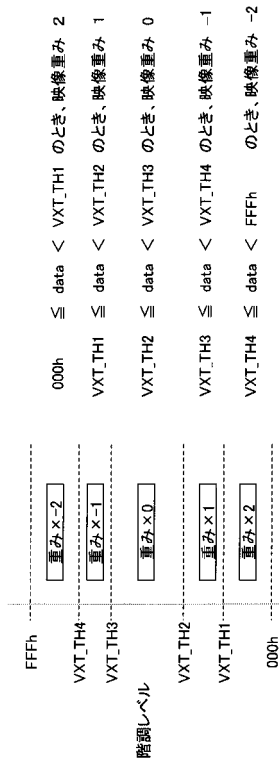 階調レベル
FFFh
重み×-2
VXT_TH4
重み×-1
VXT_TH3
重み×0
VXT_TH2
重み×1
VXT_TH1
重み×2
000h
000h ≦ data < VXT_TH1 のとき、映像重み 2
VXT_TH1 ≦ data < VXT_TH2 のとき、映像重み 1
VXT_TH2 ≦ data < VXT_TH3 のとき、映像重み 0
VXT_TH3 ≦ data < VXT_TH4 のとき、映像重み -1
VXT_TH4 ≦ data < FFFh のとき、映像重み -2